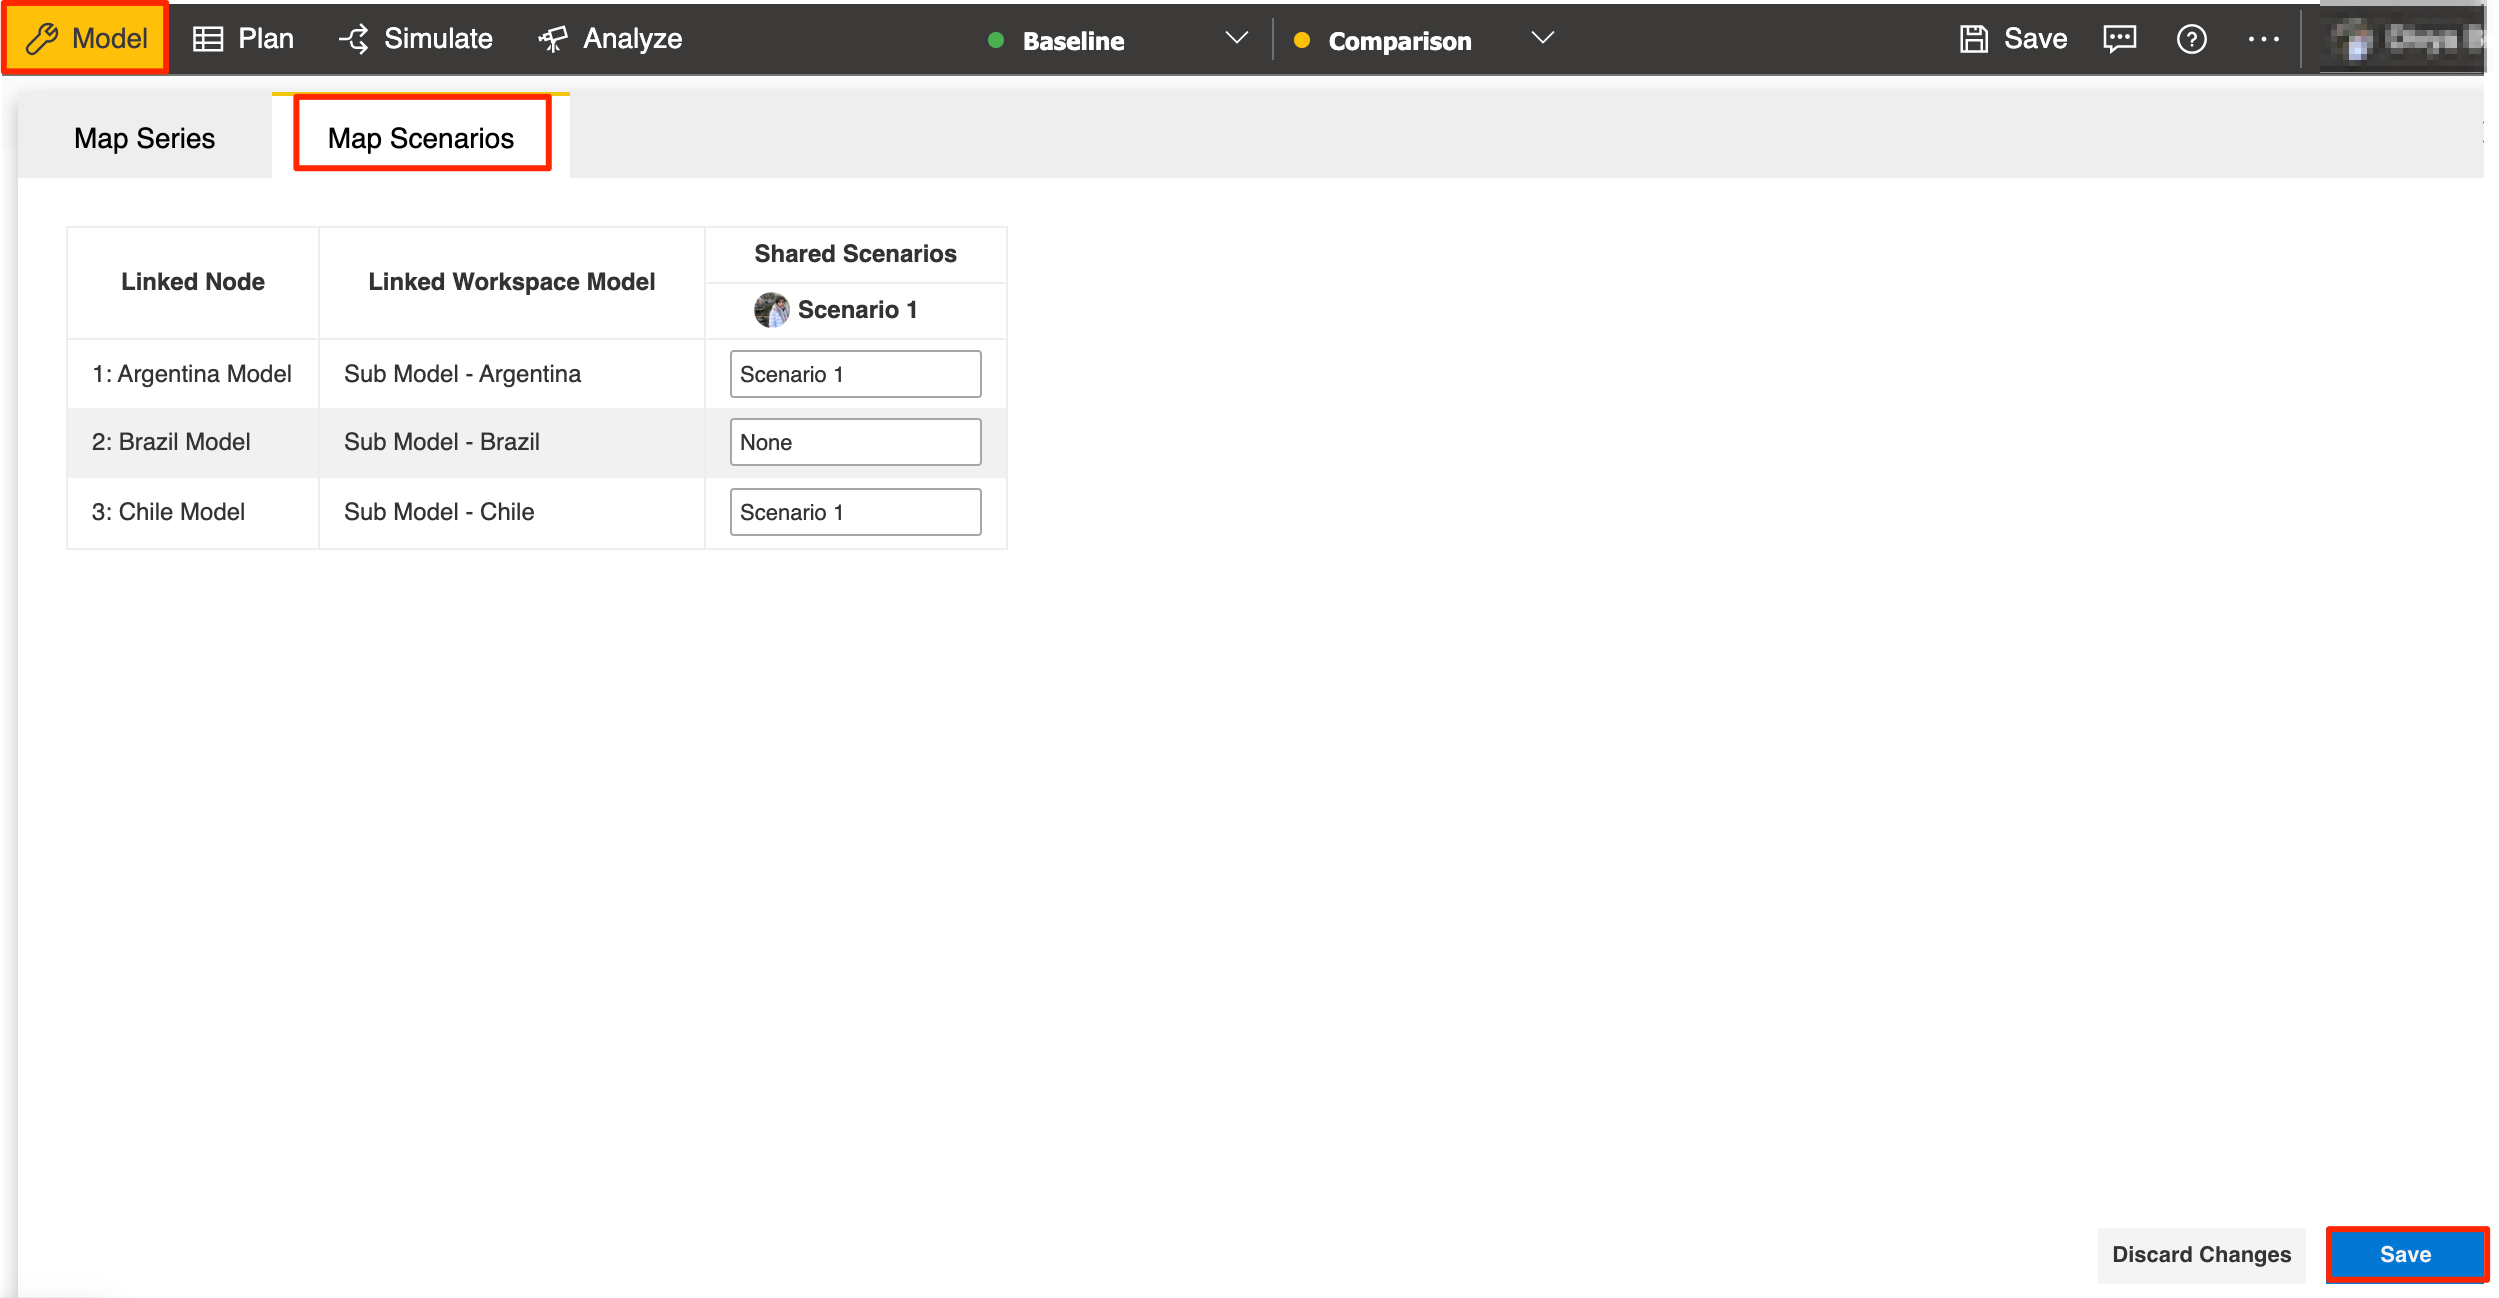 Model Plan Simulate Analyze Baseline Comparison Save
Map Series Map Scenarios
Linked Node Linked Workspace Model Shared Scenarios
Scenario 1
1: Argentina Model Sub Model - Argentina Scenario 1
2: Brazil Model Sub Model - Brazil None
3: Chile Model Sub Model - Chile Scenario 1
Discard Changes Save